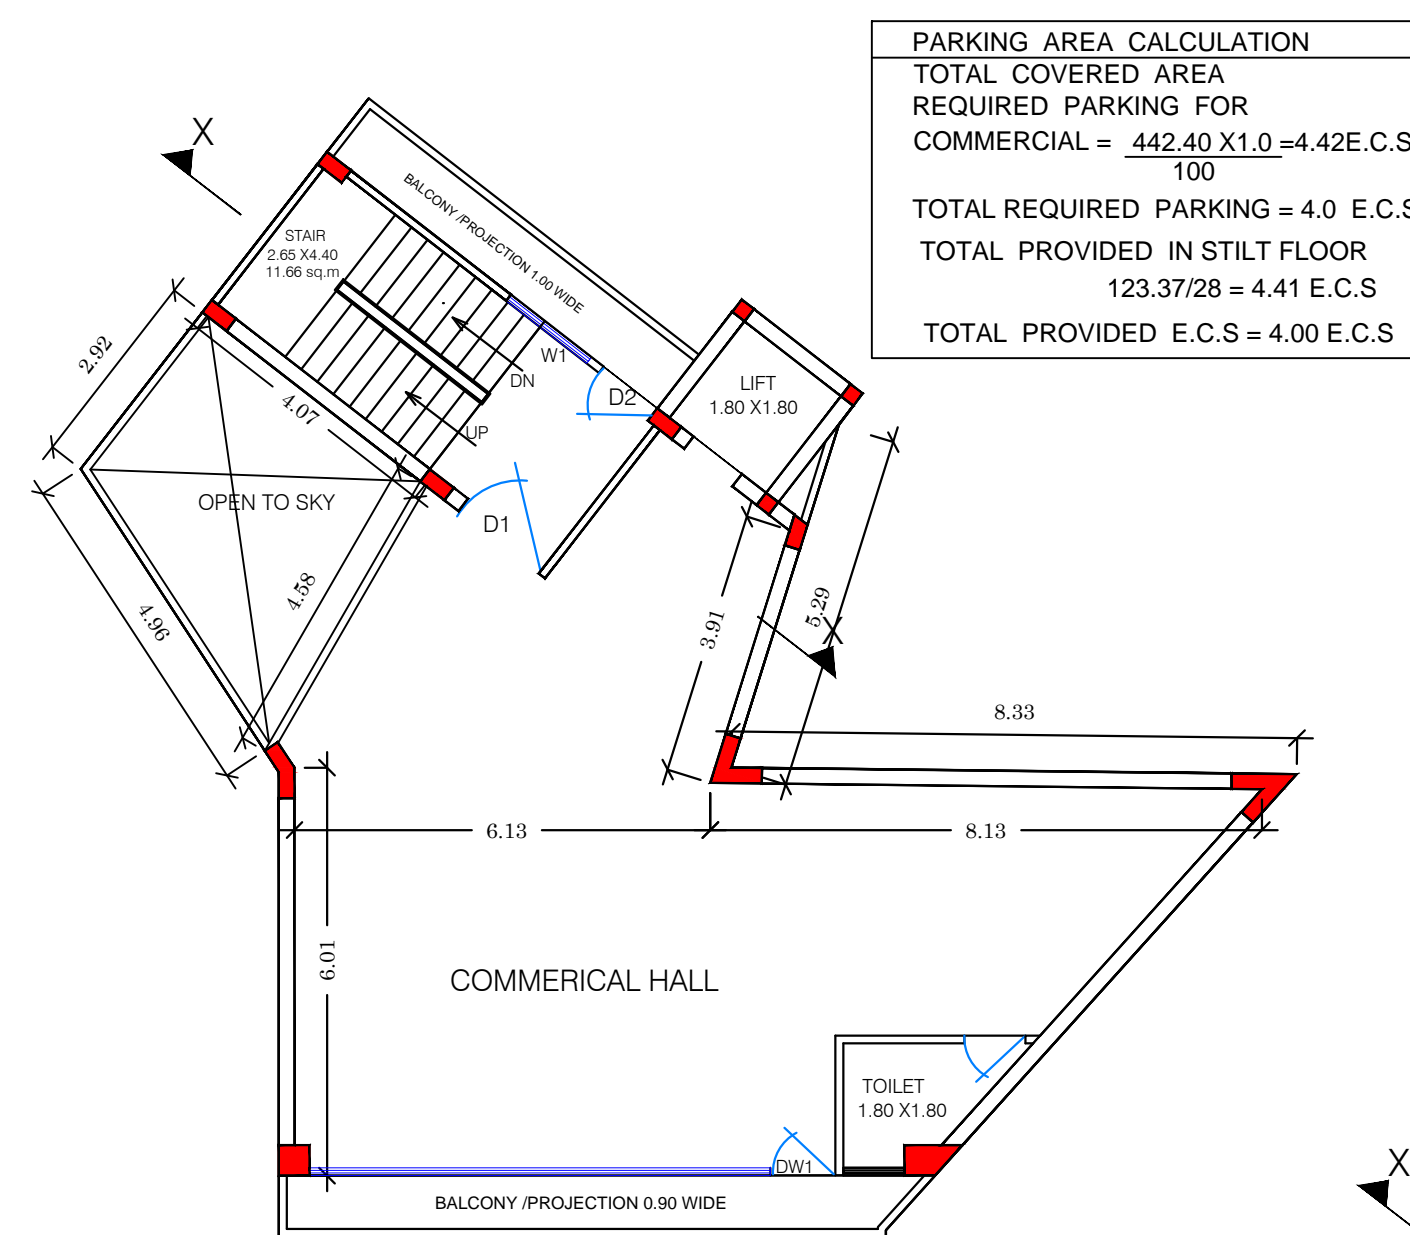 PARKING AREA CALCULATION
TOTAL COVERED AREA
REQUIRED PARKING FOR
COMMERCIAL = 442.40 X1.0 =4.42E.C.S
100
TOTAL REQUIRED PARKING = 4.0 E.C.S
TOTAL PROVIDED IN STILT FLOOR
123.37/28 = 4.41 E.C.S
TOTAL PROVIDED E.C.S = 4.00 E.C.S
X
BALCONY /PROJECTION 1.00 WIDE
STAIR
2.65 X4.40
11.66 sq.m
2.92
W1
DN
D2
LIFT
1.80 X1.80
4.07
UP
OPEN TO SKY
D1
4.58
4.96
3.91
5.29
X
8.33
6.13
8.13
6.01
COMMERICAL HALL
TOILET
1.80 X1.80
DW1
X
BALCONY /PROJECTION 0.90 WIDE